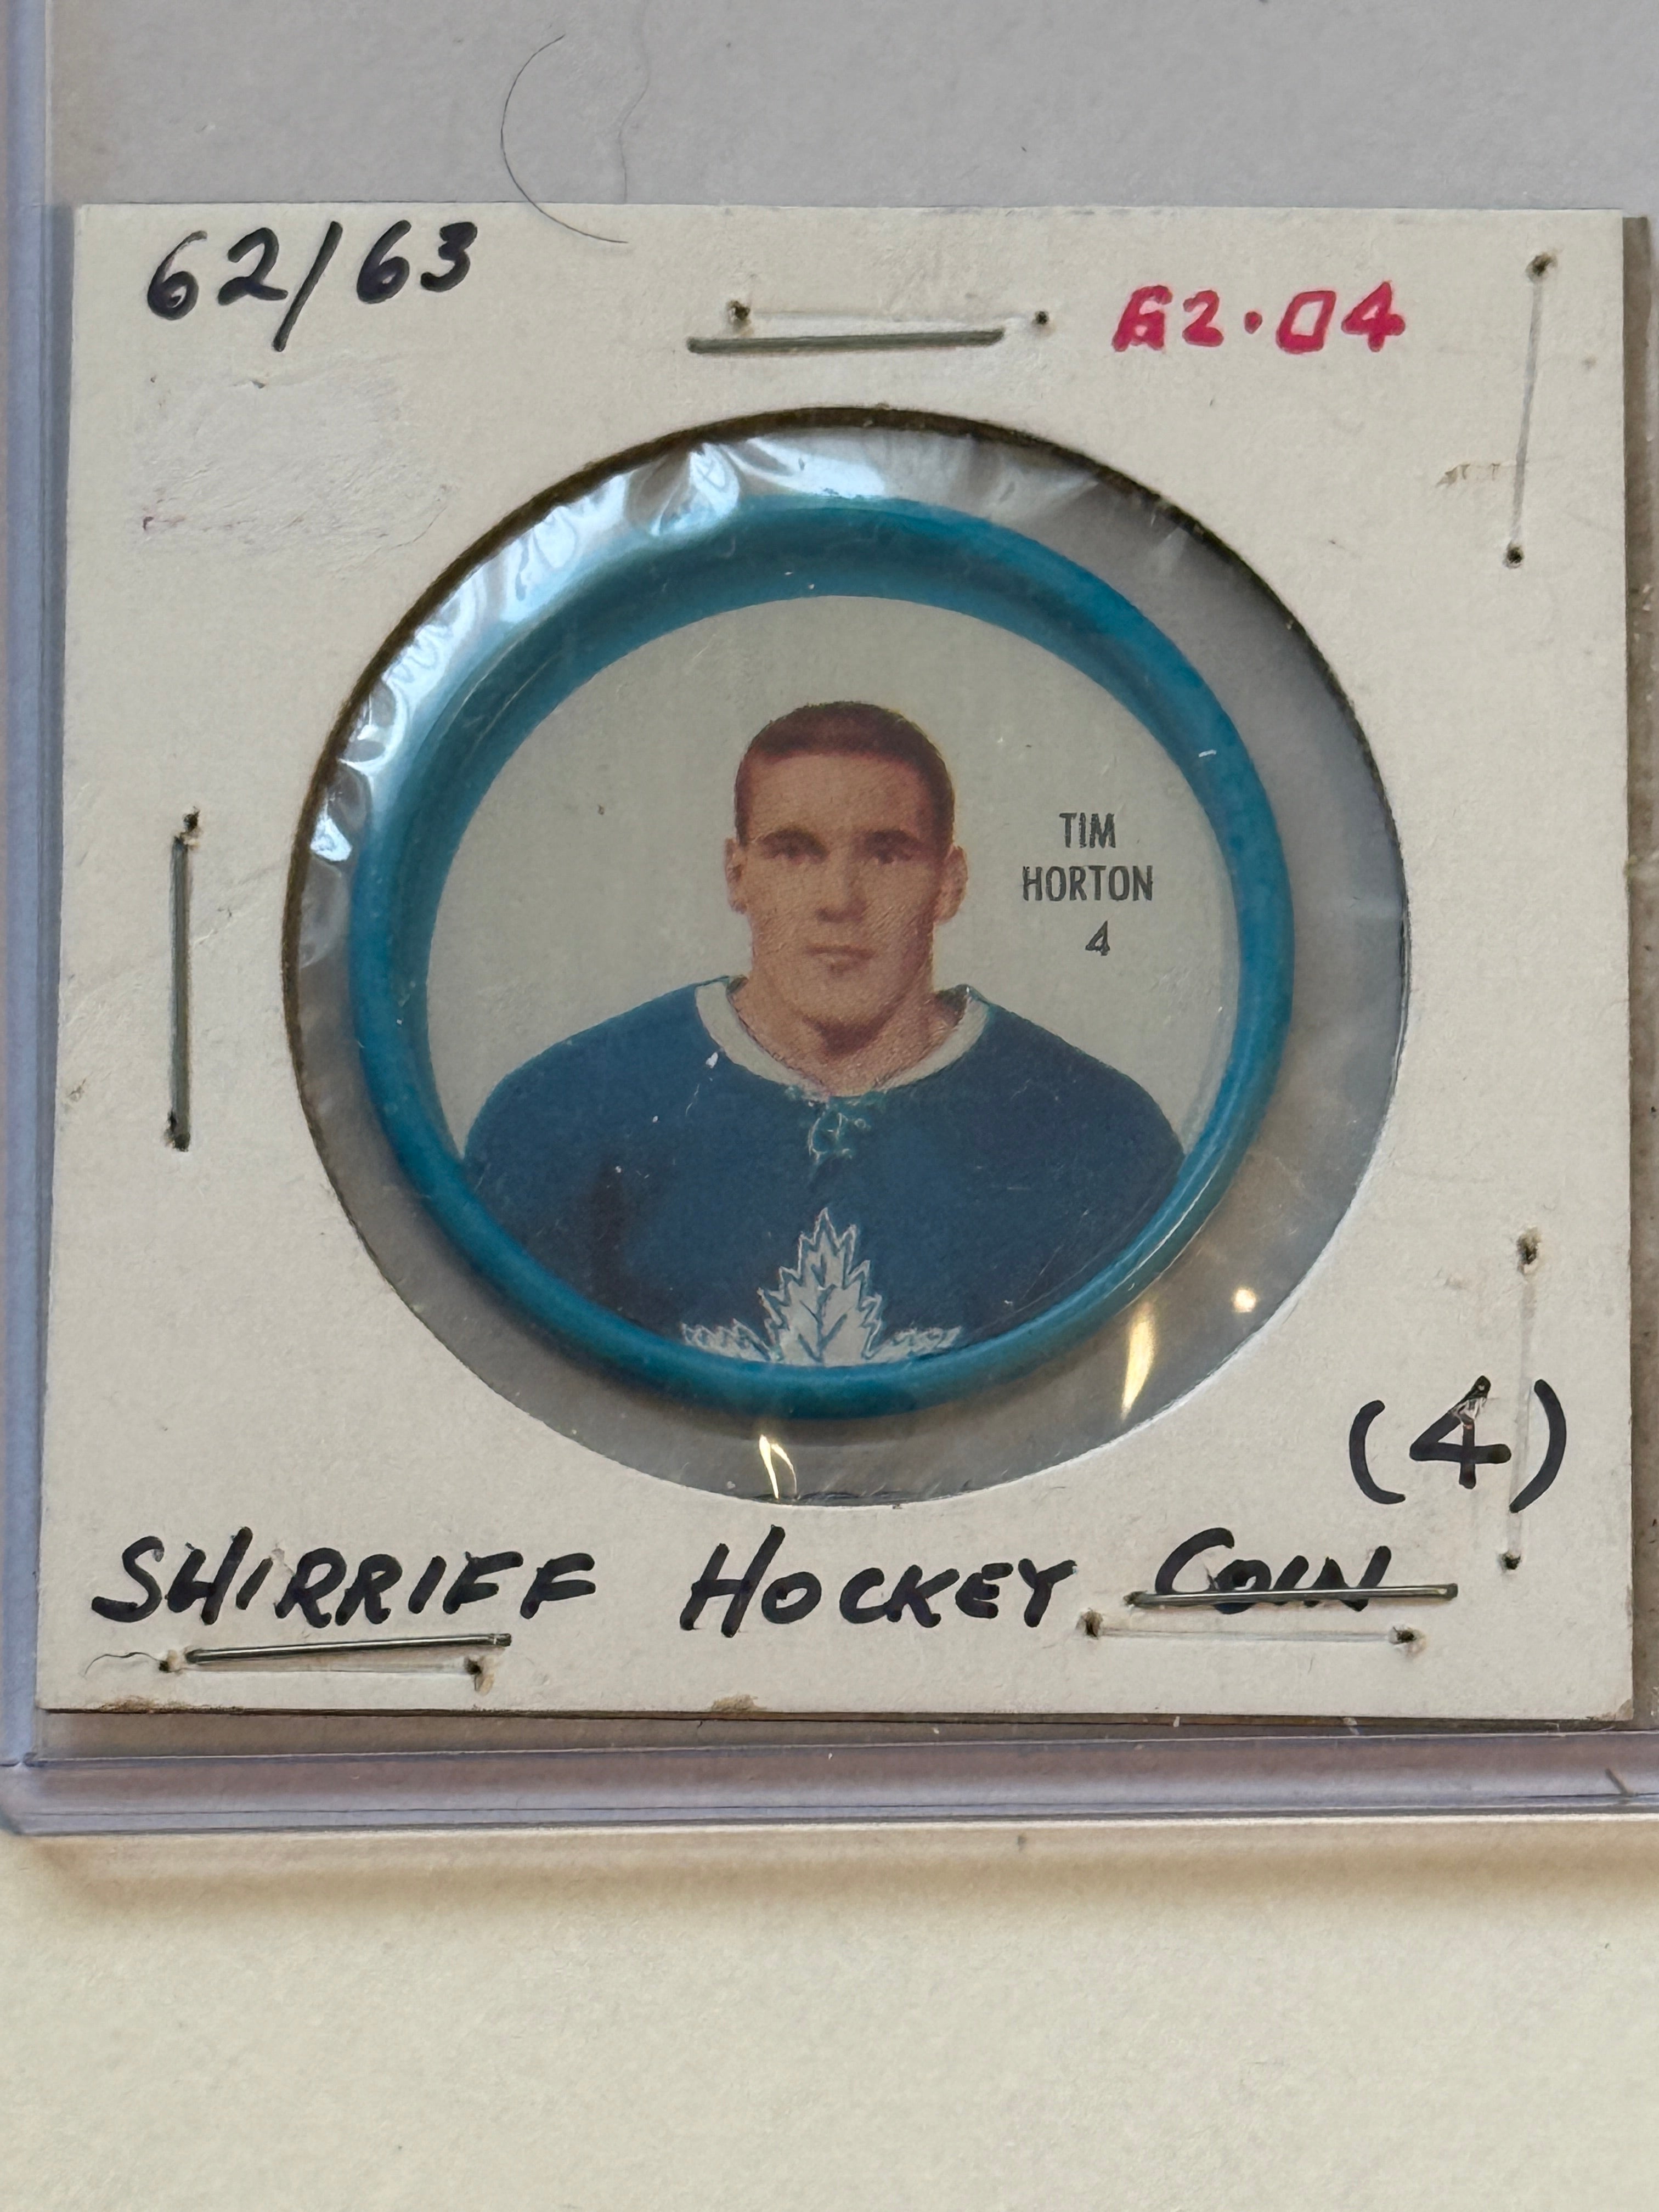 62/63
62.04
TIM
HORTON
4
(4)
SHIRRIFF HOCKEY COIN